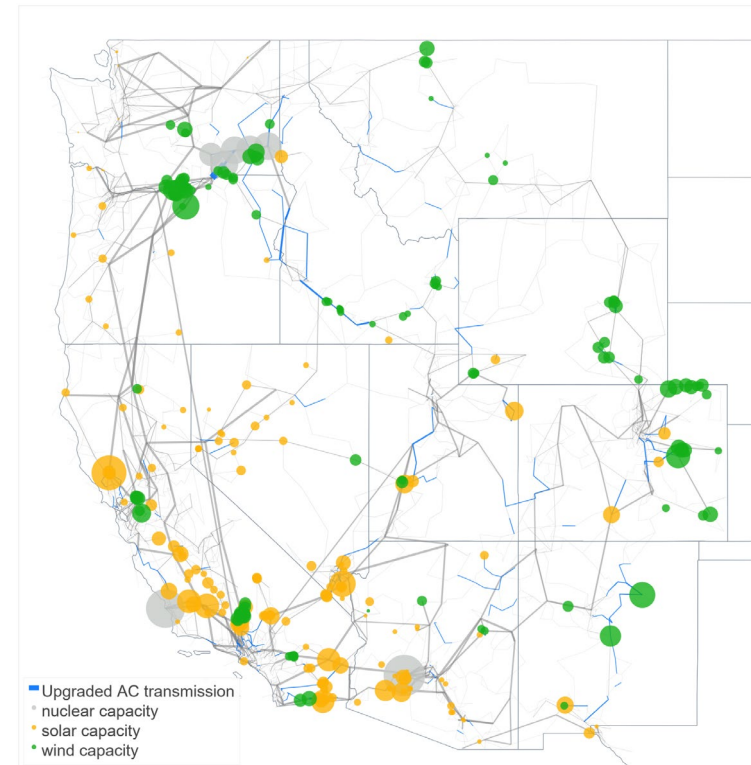 Upgraded AC transmission
nuclear capacity
solar capacity
wind capacity